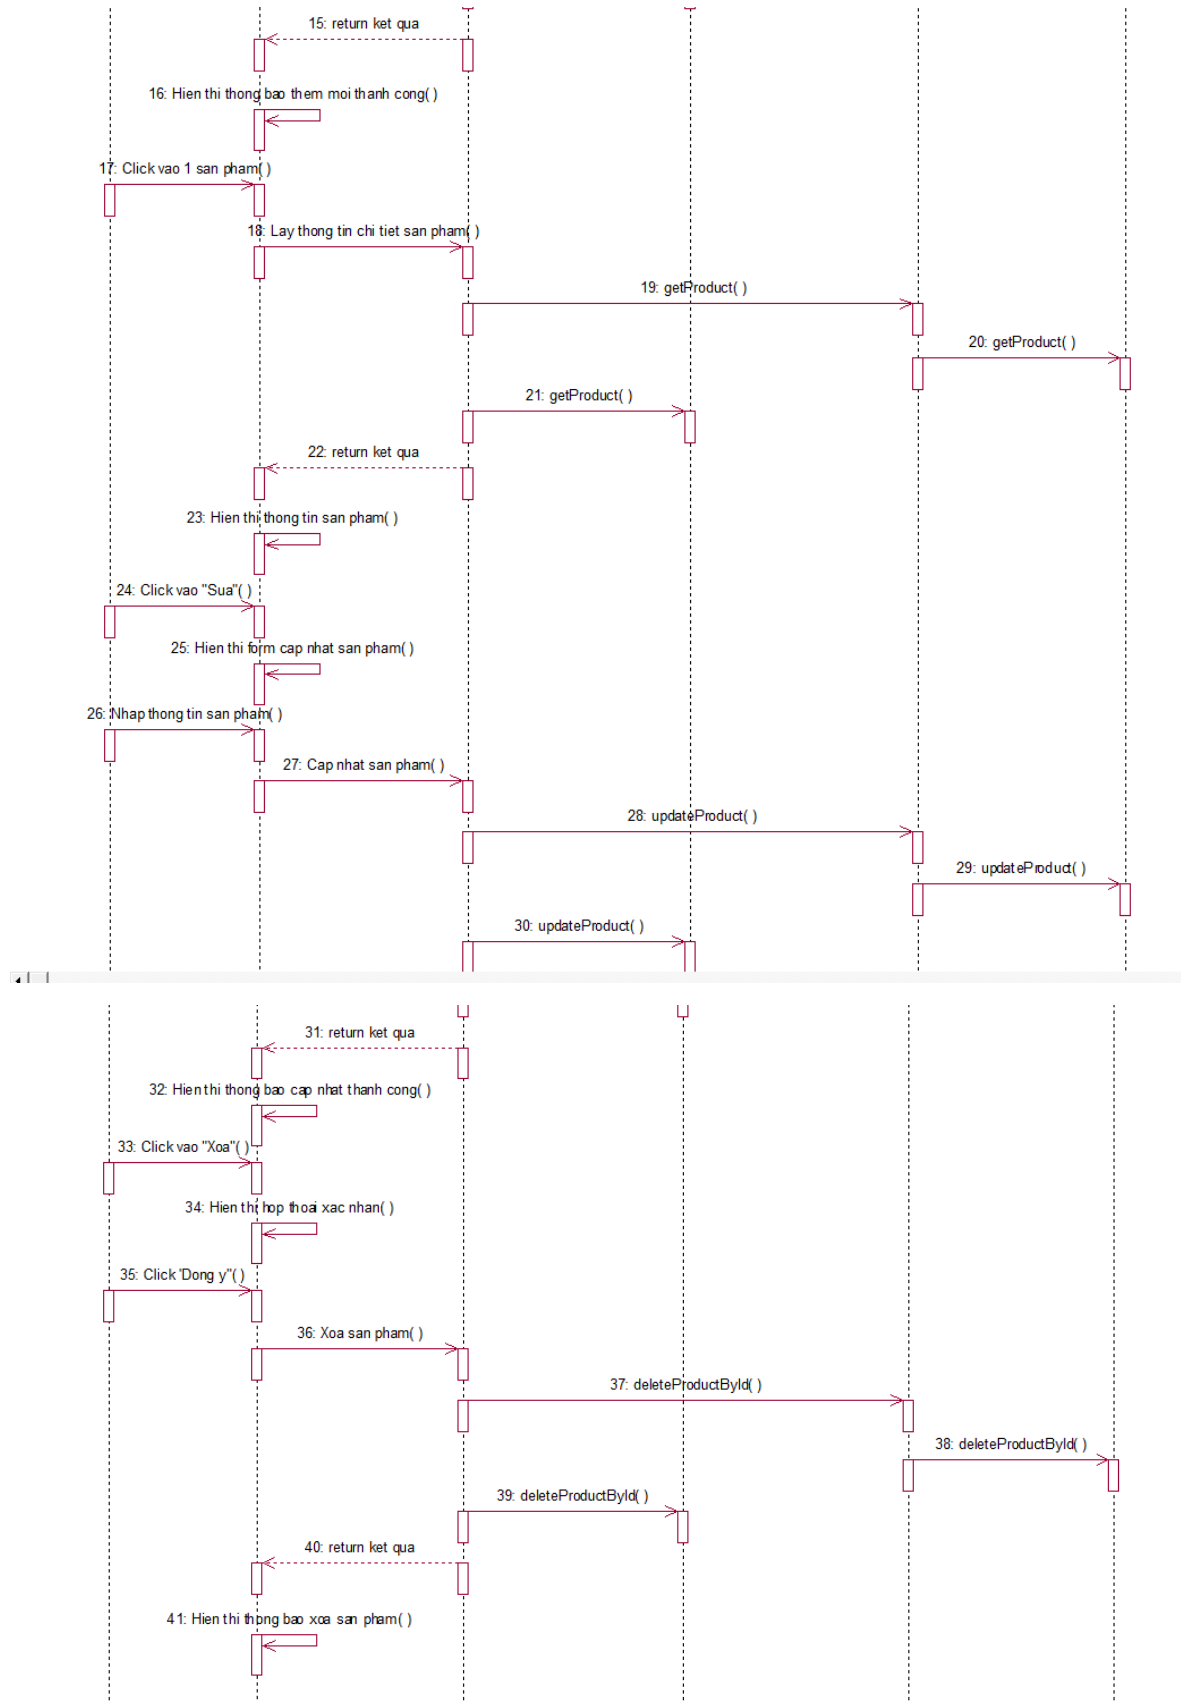 15: return ket qua
16: Hien thi thong bao them moi thanh cong( )
17: Click vao 1 san pham( )
18: Lay thong tin chi tiet san pham( )
19: getProduct( )
20: getProduct( )
21: getProduct( )
22: return ket qua
23: Hien thi thong tin san pham( )
24: Click vao "Sua"( )
25: Hien thi form cap nhat san pham( )
26: Nhap thong tin san pham( )
27: Cap nhat san pham( )
28: updateProduct( )
29: updateProduct( )
30: updateProduct( )
31: return ket qua
32: Hien thi thong bao cap nhat thanh cong( )
33: Click vao "Xoa"( )
34: Hien thi hop thoai xac nhan( )
35: Click 'Dong y"( )
36: Xoa san pham( )
37: deleteProductById( )
38: deleteProductById( )
39: deleteProductById( )
40: return ket qua
41: Hien thi thong bao xoa san pham( )